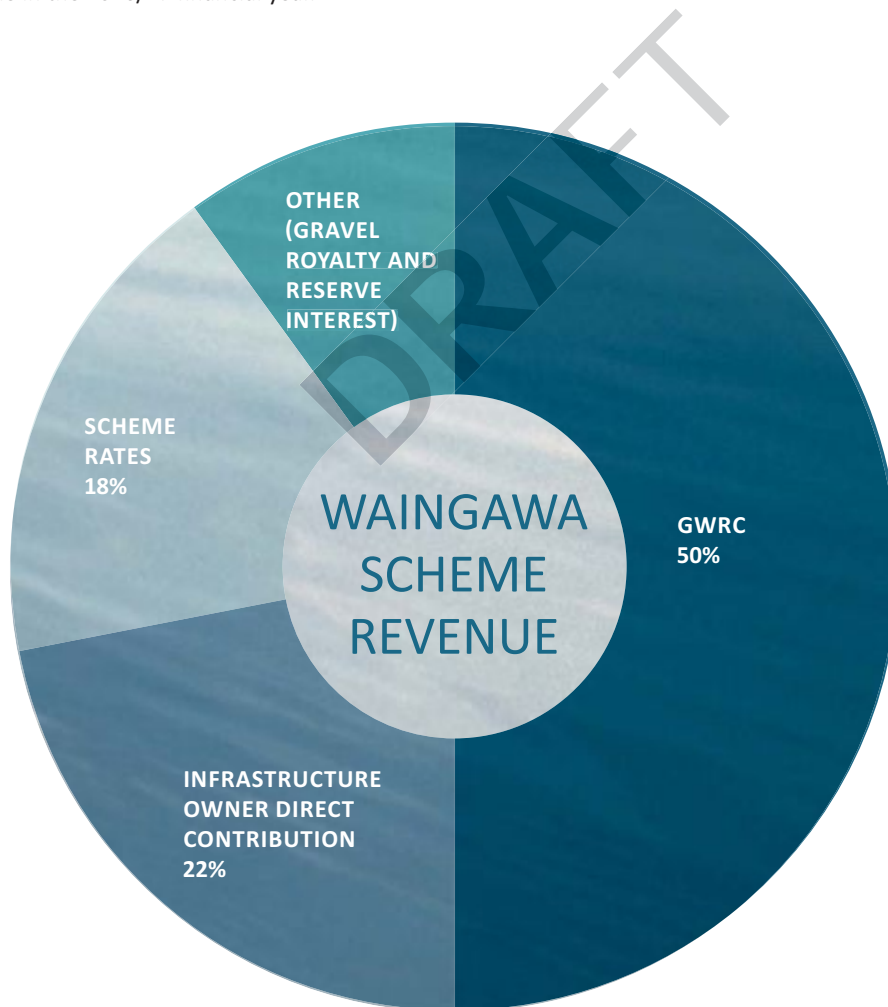 DRAFT
OTHER
(GRAVEL
ROYALTY AND
RESERVE
INTEREST)
SCHEME
RATES
18%
WAINGAWA
SCHEME
REVENUE
GWRC
50%
INFRASTRUCTURE
OWNER DIRECT
CONTRIBUTION
22%